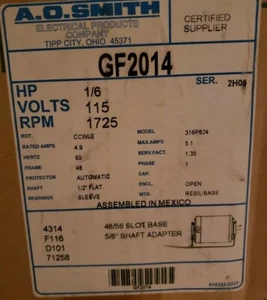 A.O.SMITH
ELECTRICAL PRODUCTS
COMPANY
TIPP CITY, OHIO 45371
CERTIFIED
SUPPLIER
GF2014
SER. 2H06
HP 1/6
VOLTS 115
RPM 1725
ROT. CCWLE
RATED AMPS. 4.9
HERTZ 60
FRAME 48
PROTECTOR AUTOMATIC
SHAFT 1/2" FLAT
BEARINGS SLEEVE
MODEL 316P824
MAX.AMPS 5.1
SERV.FACT. 1.35
PHASE 1
ENCL. OPEN
MTG. RESIL/BASE
ASSEMBLED IN MEXICO
4314
F116
D101
71258
48/56 SLOT BASE
5/8" SHAFT ADAPTER
GF2014